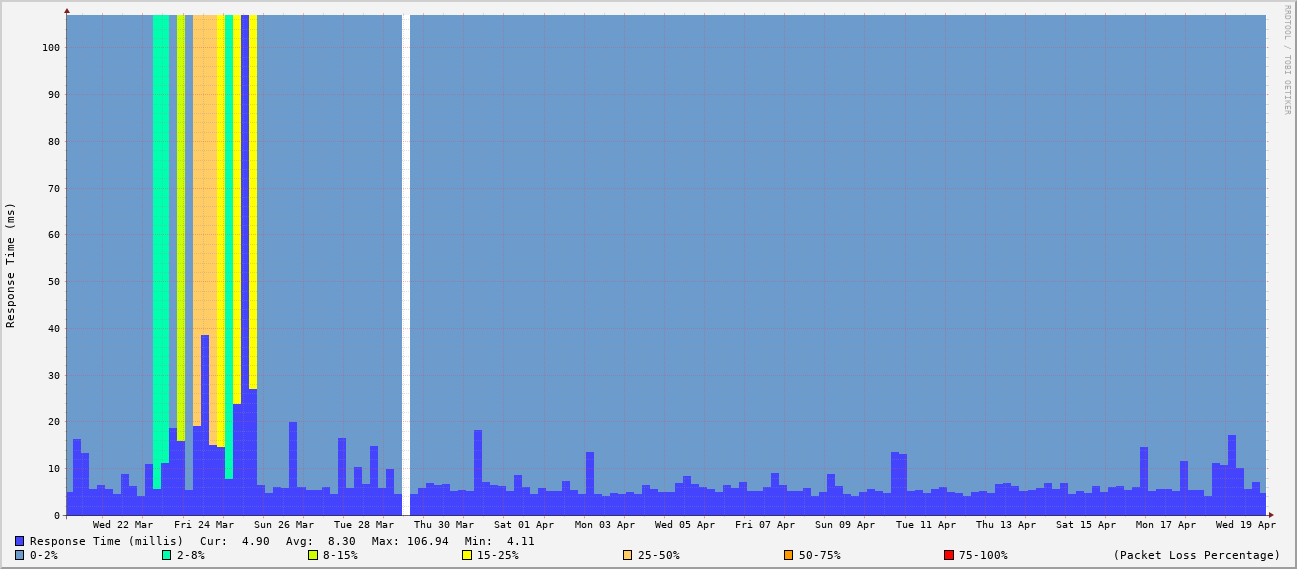 RRDTOOL / TOBI OETIKER
Response Time (ms)
100
90
80
70
60
50
40
30
20
10
0
Wed 22 Mar Fri 24 Mar Sun 26 Mar Tue 28 Mar Thu 30 Mar Sat 01 Apr Mon 03 Apr Wed 05 Apr Fri 07 Apr Sun 09 Apr Tue 11 Apr Thu 13 Apr Sat 15 Apr Mon 17 Apr Wed 19 Apr
Response Time (millis) Cur: 4.90 Avg: 8.30 Max: 106.94 Min: 4.11
0-2% 2-8% 8-15% 15-25% 25-50% 50-75% 75-100% (Packet Loss Percentage)